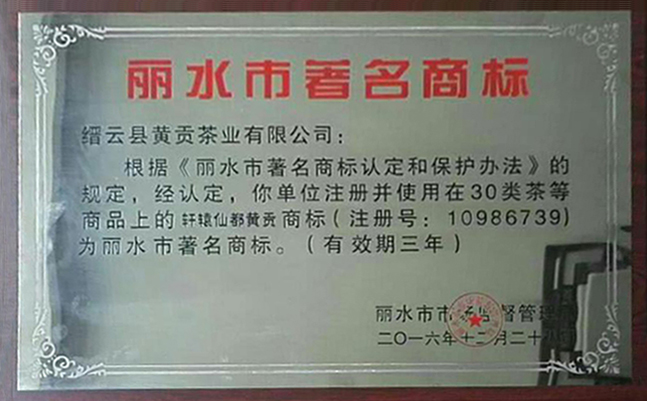 丽水市著名商标
缙云县黄贡茶业有限公司：
根据《丽水市著名商标认定和保护办法》的
规定，经认定，你单位注册并使用在30类茶等
商品上的轩辕仙都黄贡商标（注册号：10986739）
为丽水市著名商标。（有效期三年）
丽水市市场监督管理局
二〇一六年十二月二十